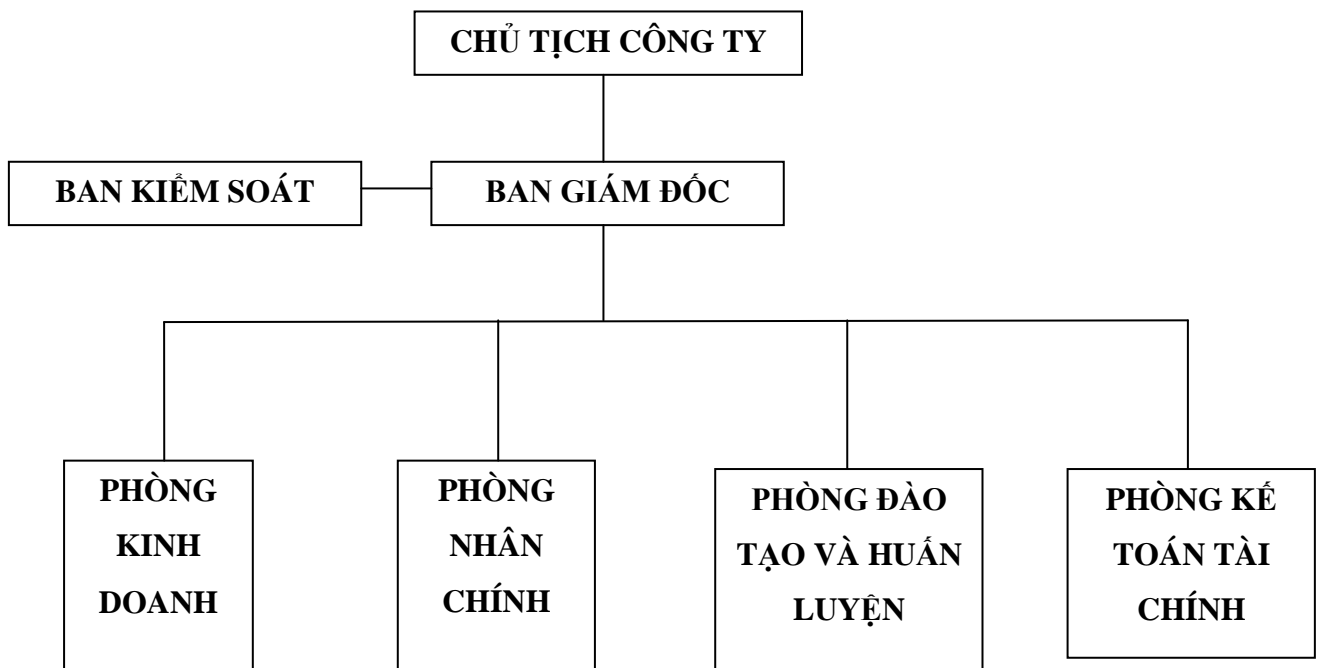 CHỦ TỊCH CÔNG TY
BAN KIỂM SOÁT
BAN GIÁM ĐỐC
PHÒNG
KINH
DOANH
PHÒNG
NHÂN
CHÍNH
PHÒNG ĐÀO
TẠO VÀ HUẤN
LUYỆN
PHÒNG KẾ
TOÁN TÀI
CHÍNH